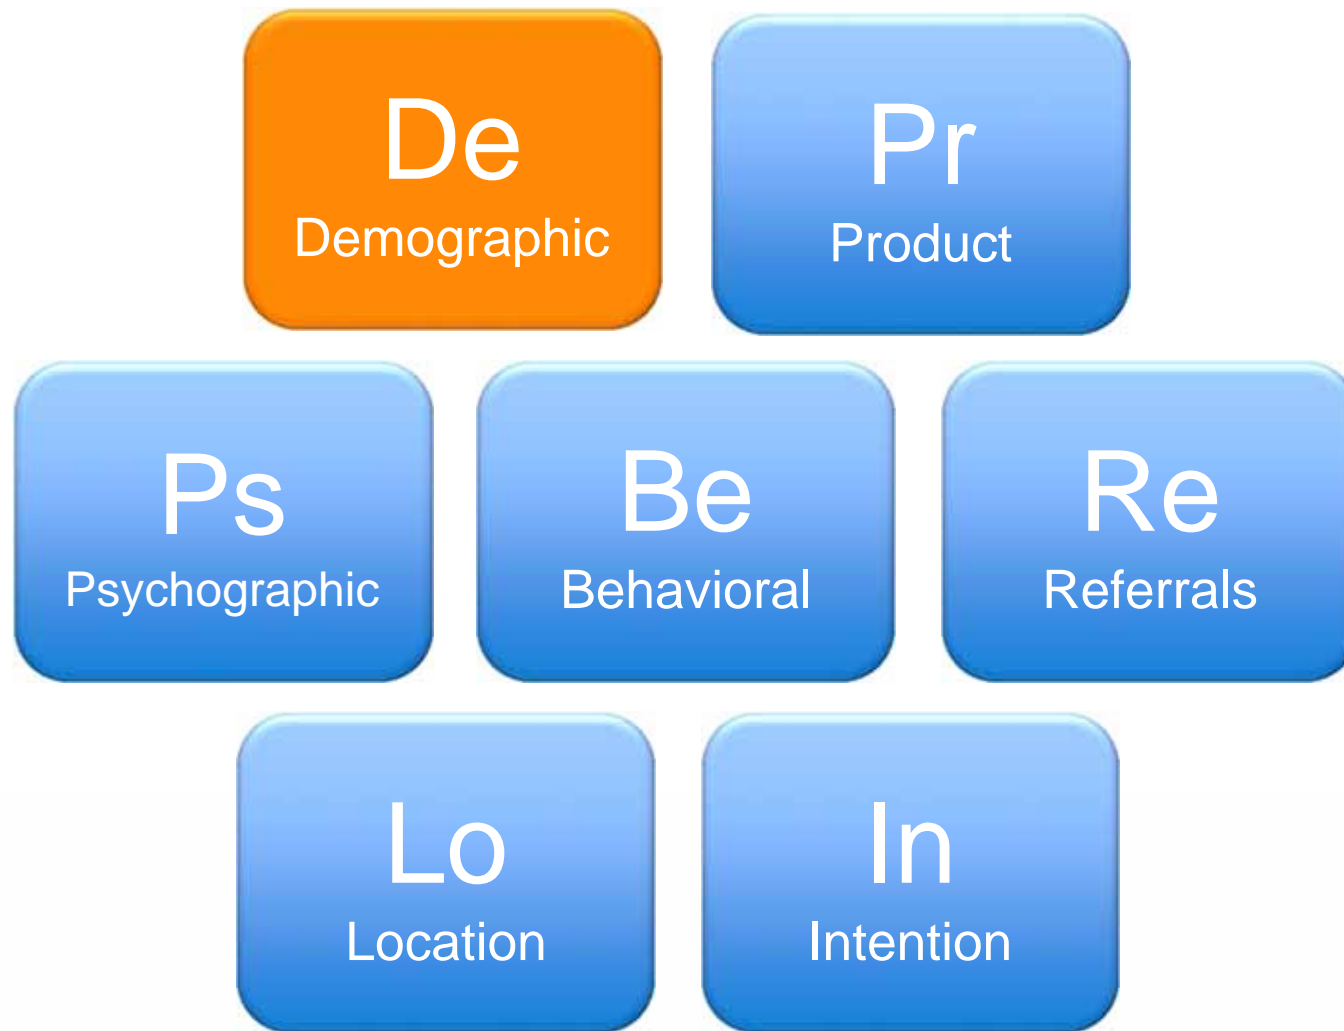 De
Demographic
Pr
Product
Ps
Psychographic
Be
Behavioral
Re
Referrals
Lo
Location
In
Intention